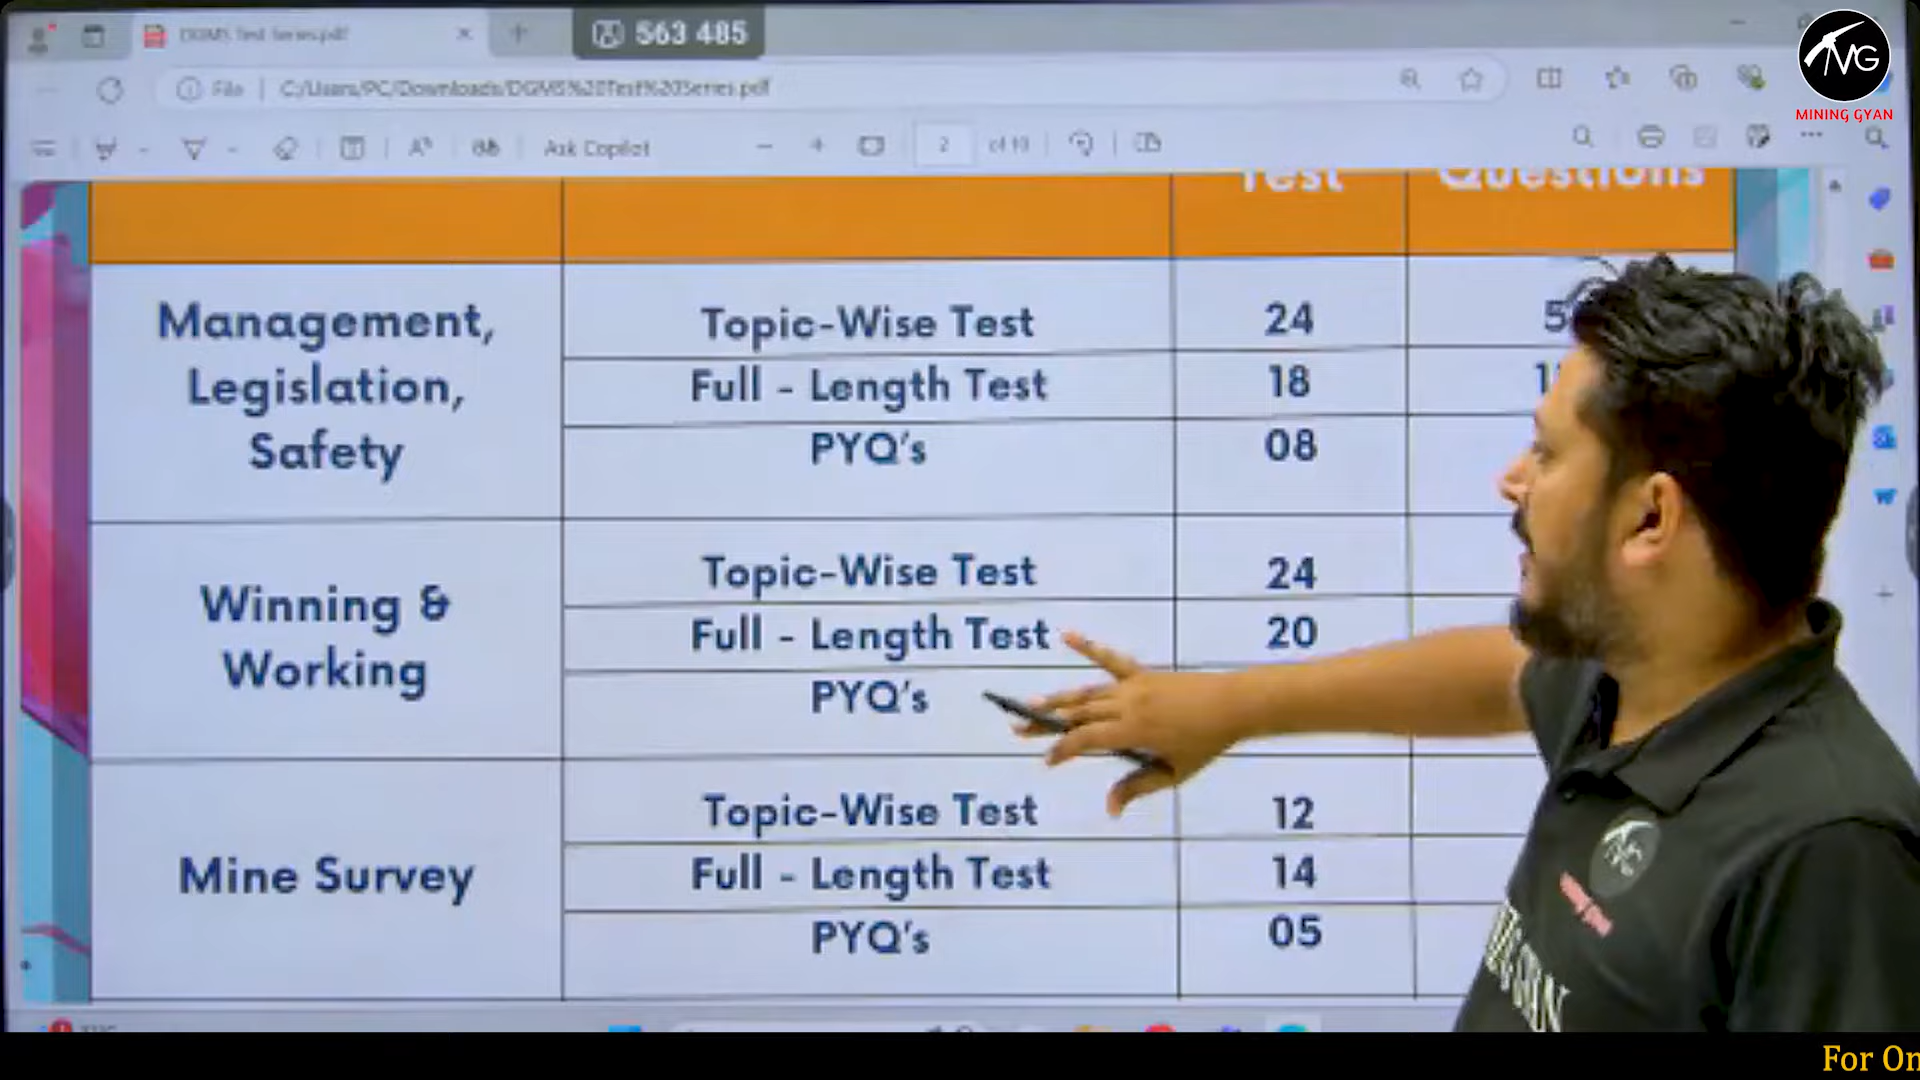 563 485
DGMS Test Series.pdf
File
C:/Users/PC/Downloads/DGMS%20Test%20Series.pdf
MINING GYAN
Ask Copilot
2
of 19
Test
Questions
Management,
Legislation,
Safety
Topic-Wise Test
24
Full - Length Test
18
PYQ's
08
Winning &
Working
Topic-Wise Test
24
Full - Length Test
20
PYQ's
Mine Survey
Topic-Wise Test
12
Full - Length Test
14
PYQ's
05
For On